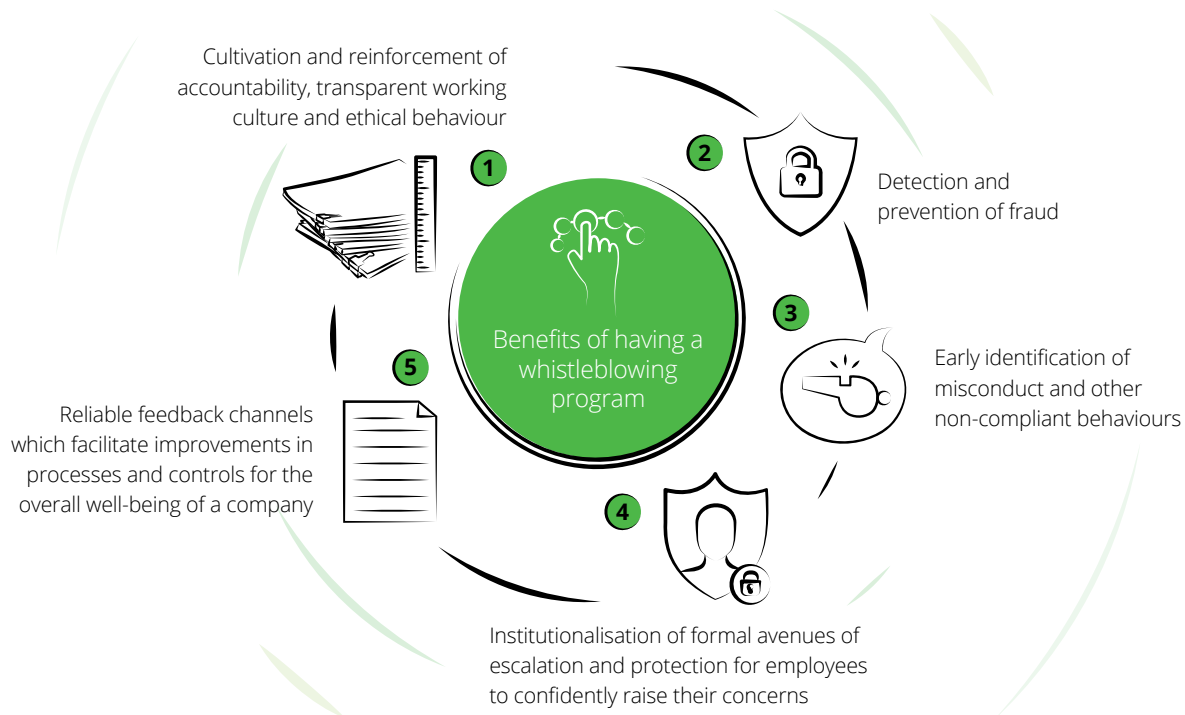 Cultivation and reinforcement of
accountability, transparent working
culture and ethical behaviour
1
2
Detection and
prevention of fraud
3
Early identification of
misconduct and other
non-compliant behaviours
Benefits of having a
whistleblowing
program
5
Reliable feedback channels
which facilitate improvements in
processes and controls for the
overall well-being of a company
4
Institutionalisation of formal avenues of
escalation and protection for employees
to confidently raise their concerns